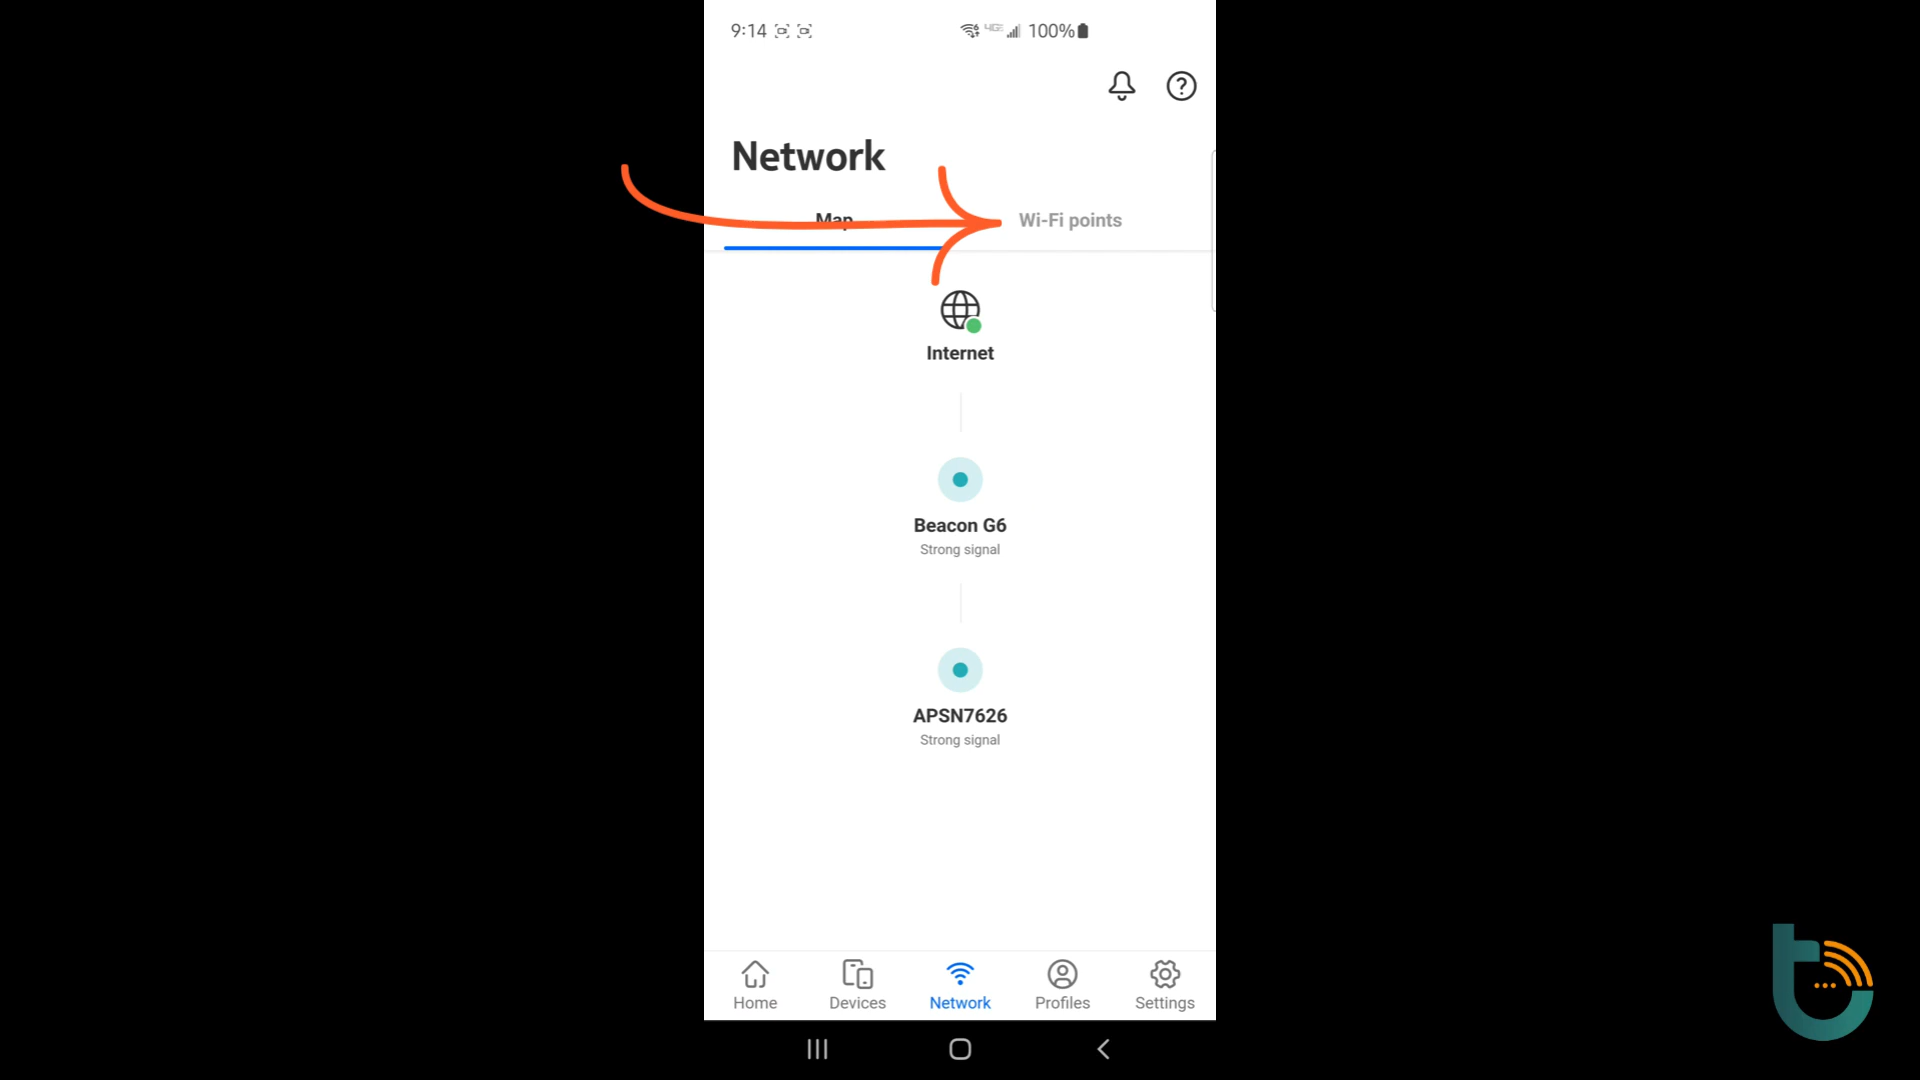 9:14 4G 100%
Network
Map Wi-Fi points
Internet
Beacon G6
Strong signal
APSN7626
Strong signal
Home Devices Network Profiles Settings